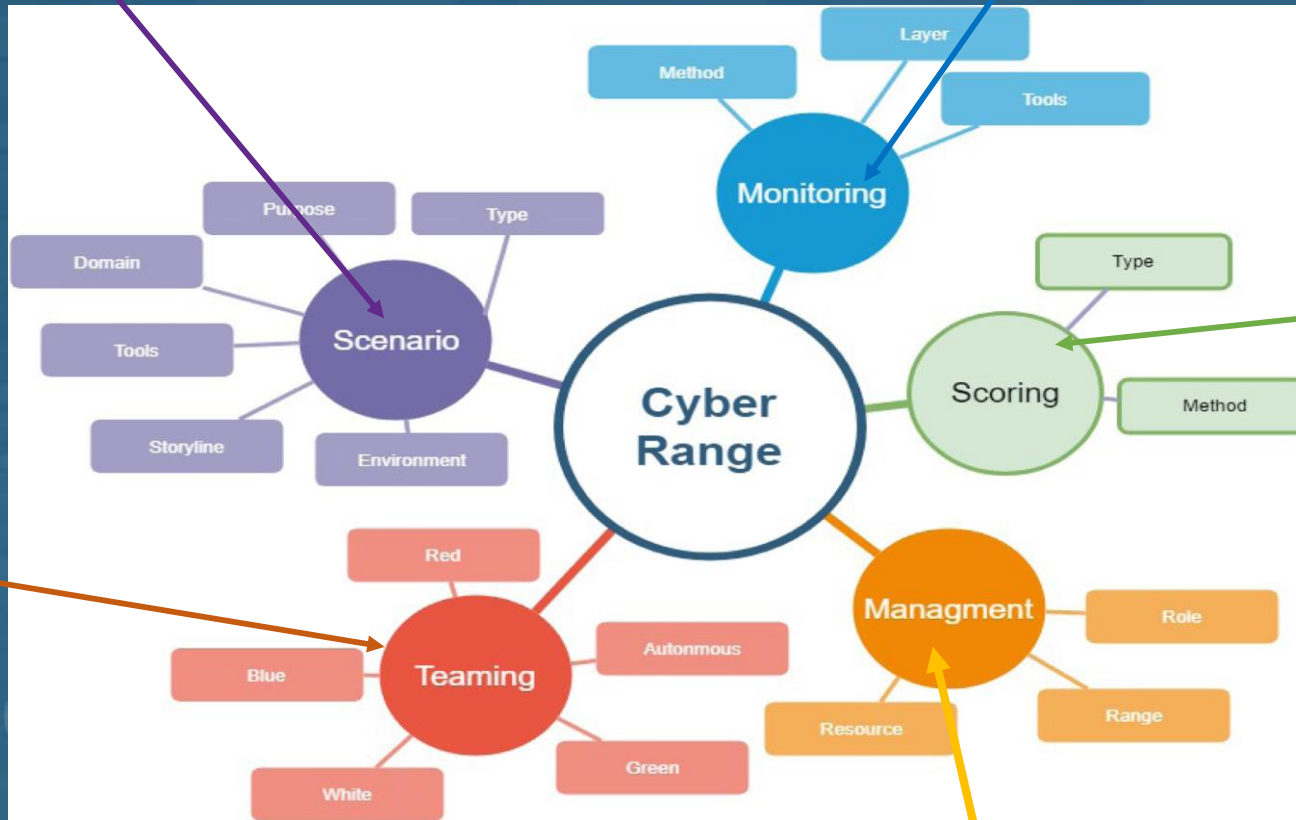 Layer
Method
Tools
Monitoring
Purpose
Type
Domain
Tools
Scenario
Storyline
Environment
Type
Scoring
Method
Cyber
Range
Red
Autonmous
Blue
Teaming
Green
White
Managment
Role
Range
Resource